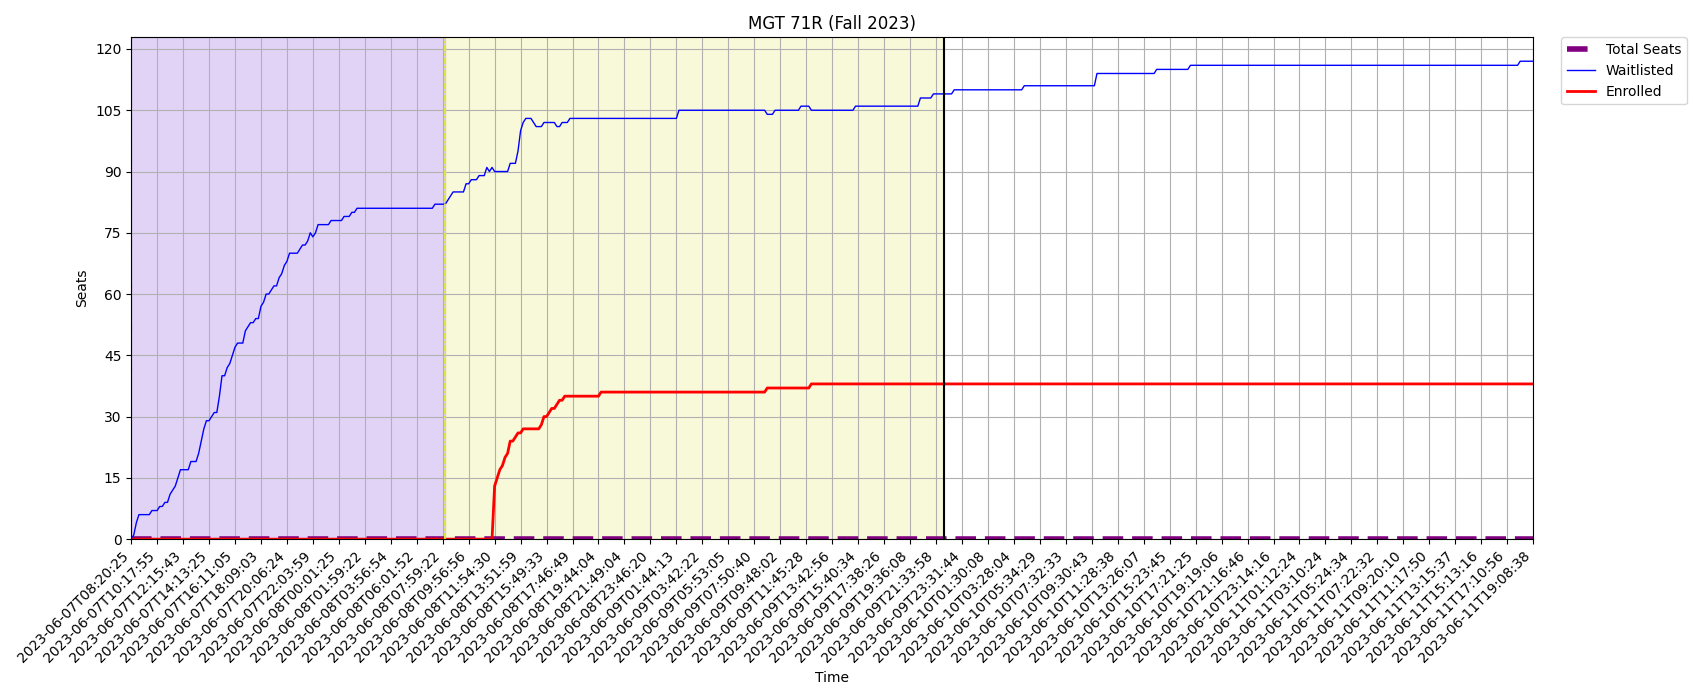 MGT 71R (Fall 2023)
Total Seats
Waitlisted
Enrolled
120
105
90
75
60
45
30
15
0
Seats
2023-06-07T08:20:25
2023-06-07T10:17:55
2023-06-07T12:15:43
2023-06-07T14:13:25
2023-06-07T16:11:05
2023-06-07T18:09:03
2023-06-07T20:06:24
2023-06-07T22:03:59
2023-06-08T00:01:25
2023-06-08T01:59:22
2023-06-08T03:56:54
2023-06-08T06:01:52
2023-06-08T07:59:22
2023-06-08T09:56:56
2023-06-08T11:54:30
2023-06-08T13:51:59
2023-06-08T15:49:33
2023-06-08T17:46:49
2023-06-08T19:44:04
2023-06-08T21:49:04
2023-06-08T23:46:20
2023-06-09T01:44:13
2023-06-09T03:42:22
2023-06-09T05:53:05
2023-06-09T07:50:40
2023-06-09T09:48:02
2023-06-09T11:45:28
2023-06-09T13:42:56
2023-06-09T15:40:34
2023-06-09T17:38:26
2023-06-09T19:36:08
2023-06-09T21:33:58
2023-06-09T23:31:44
2023-06-10T01:30:08
2023-06-10T03:28:04
2023-06-10T05:34:29
2023-06-10T07:32:33
2023-06-10T09:30:43
2023-06-10T11:28:38
2023-06-10T13:26:07
2023-06-10T15:23:45
2023-06-10T17:21:25
2023-06-10T19:19:06
2023-06-10T21:16:46
2023-06-10T23:14:16
2023-06-11T01:12:24
2023-06-11T03:10:24
2023-06-11T05:24:34
2023-06-11T07:22:32
2023-06-11T09:20:10
2023-06-11T11:17:50
2023-06-11T13:15:37
2023-06-11T15:13:16
2023-06-11T17:10:56
2023-06-11T19:08:38
Time